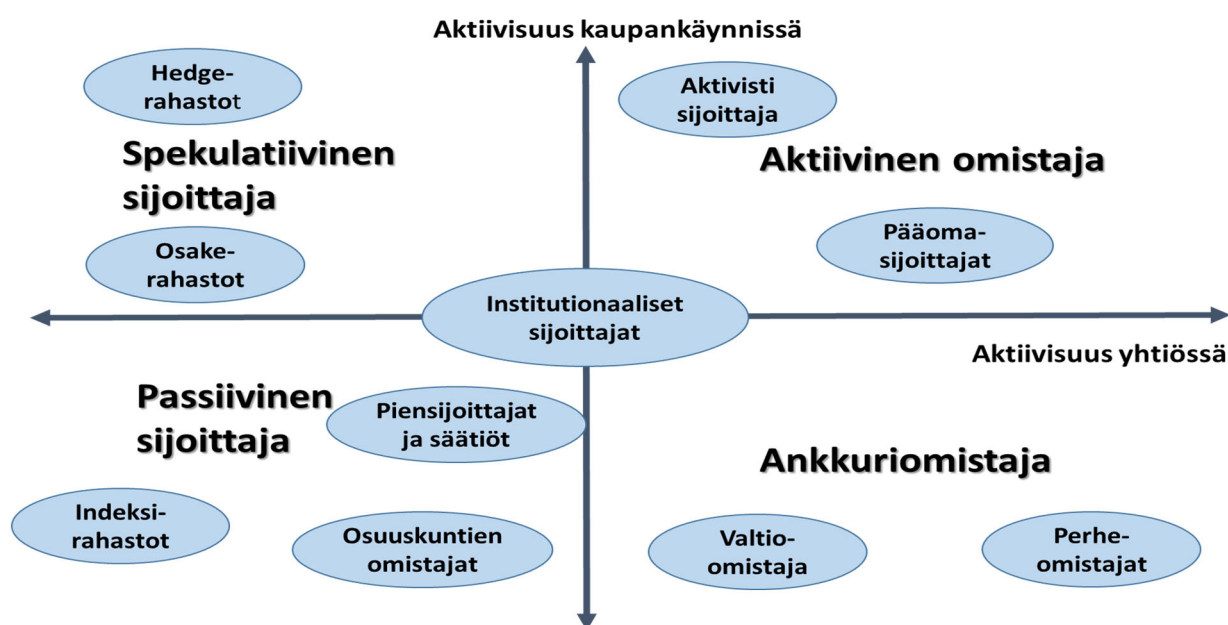 Aktiivisuus kaupankäynnissä
Hedge-
rahastot
Aktivisti
sijoittaja
Spekulatiivinen
sijoittaja
Aktiivinen omistaja
Osake-
rahastot
Pääoma-
sijoittajat
Institutionaaliset
sijoittajat
Aktiivisuus yhtiössä
Passiivinen
sijoittaja
Piensijoittajat
ja säätiöt
Ankkuriomistaja
Indeksi-
rahastot
Osuuskuntien
omistajat
Valtio-
omistaja
Perhe-
omistajat